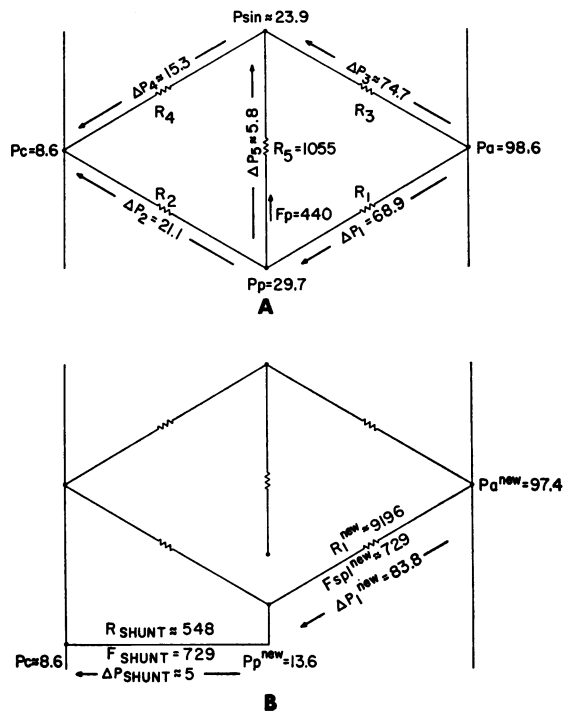 Psin≈23.9
ΔP4≈15.3
ΔP3≈74.7
R4
R3
ΔP5≈5.8
R5=1055
Pc=8.6
Pa=98.6
R2
R1
ΔP2=21.1
Fp=440
ΔP1=68.9
Pp=29.7
A
Pa new=97.4
R1 new≈9196
Fspl new≈729
ΔP1 new=83.8
R SHUNT≈548
Pc≈8.6
F SHUNT=729
Pp new=13.6
ΔP SHUNT≈5
B